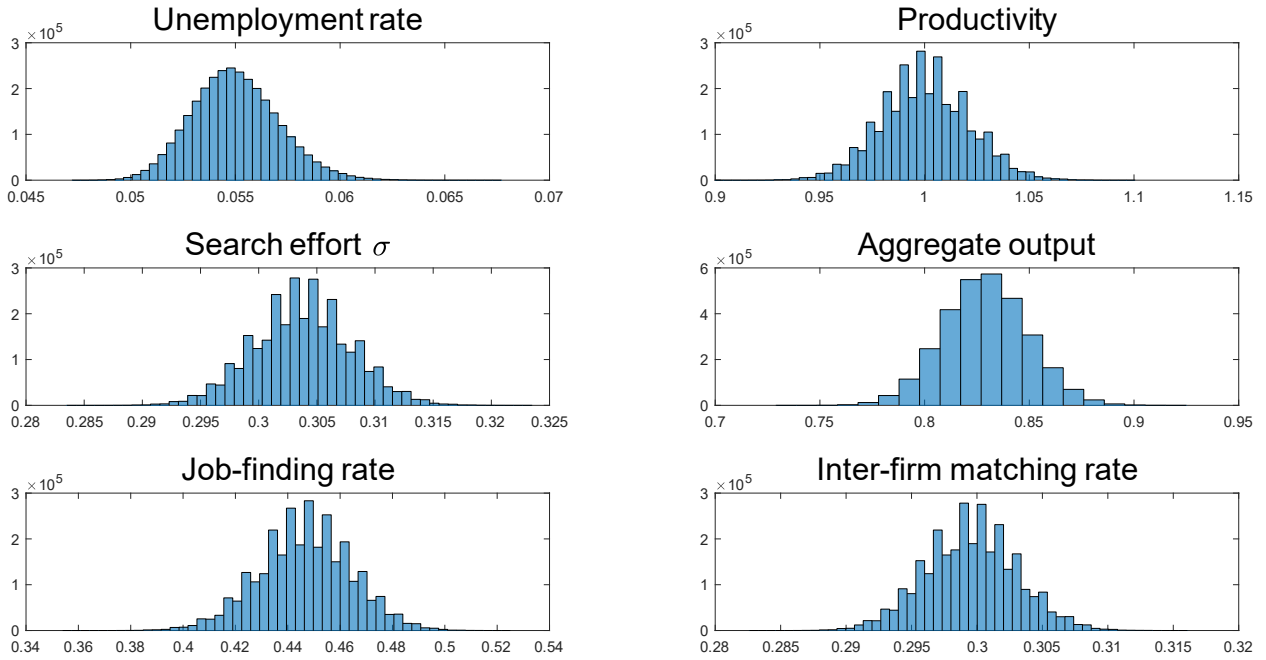 Unemployment rate
× 10^5
3
2
1
0
0.045 0.05 0.055 0.06 0.065 0.07
Productivity
× 10^5
3
2
1
0
0.9 0.95 1 1.05 1.1 1.15
Search effort σ
× 10^5
3
2
1
0
0.28 0.285 0.29 0.295 0.3 0.305 0.31 0.315 0.32 0.325
Aggregate output
× 10^5
6
4
2
0
0.7 0.75 0.8 0.85 0.9 0.95
Job-finding rate
× 10^5
3
2
1
0
0.34 0.36 0.38 0.4 0.42 0.44 0.46 0.48 0.5 0.52 0.54
Inter-firm matching rate
× 10^5
3
2
1
0
0.28 0.285 0.29 0.295 0.3 0.305 0.31 0.315 0.32